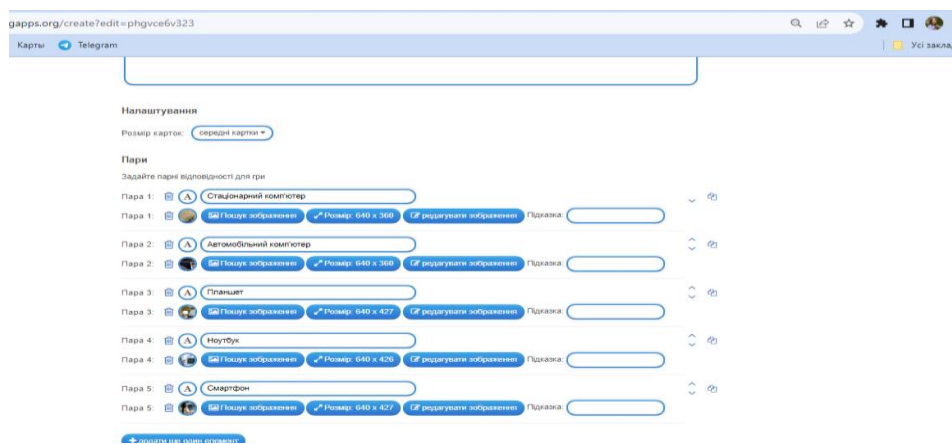 gapps.org/create?edit=phgvce6v323
Карты Telegram Усі заклад
Налаштування
Розмір карток: середні картки
Пари
Задайте парні відповідності для гри
Пара 1: A Стаціонарний комп'ютер
Пара 1: Пошук зображення Розмір: 640 x 360 редагувати зображення Підказка:
Пара 2: A Автомобільний комп'ютер
Пара 2: Пошук зображення Розмір: 640 x 360 редагувати зображення Підказка:
Пара 3: A Планшет
Пара 3: Пошук зображення Розмір: 640 x 427 редагувати зображення Підказка:
Пара 4: A Ноутбук
Пара 4: Пошук зображення Розмір: 640 x 426 редагувати зображення Підказка:
Пара 5: A Смартфон
Пара 5: Пошук зображення Розмір: 640 x 427 редагувати зображення Підказка:
+ додати ще один елемент